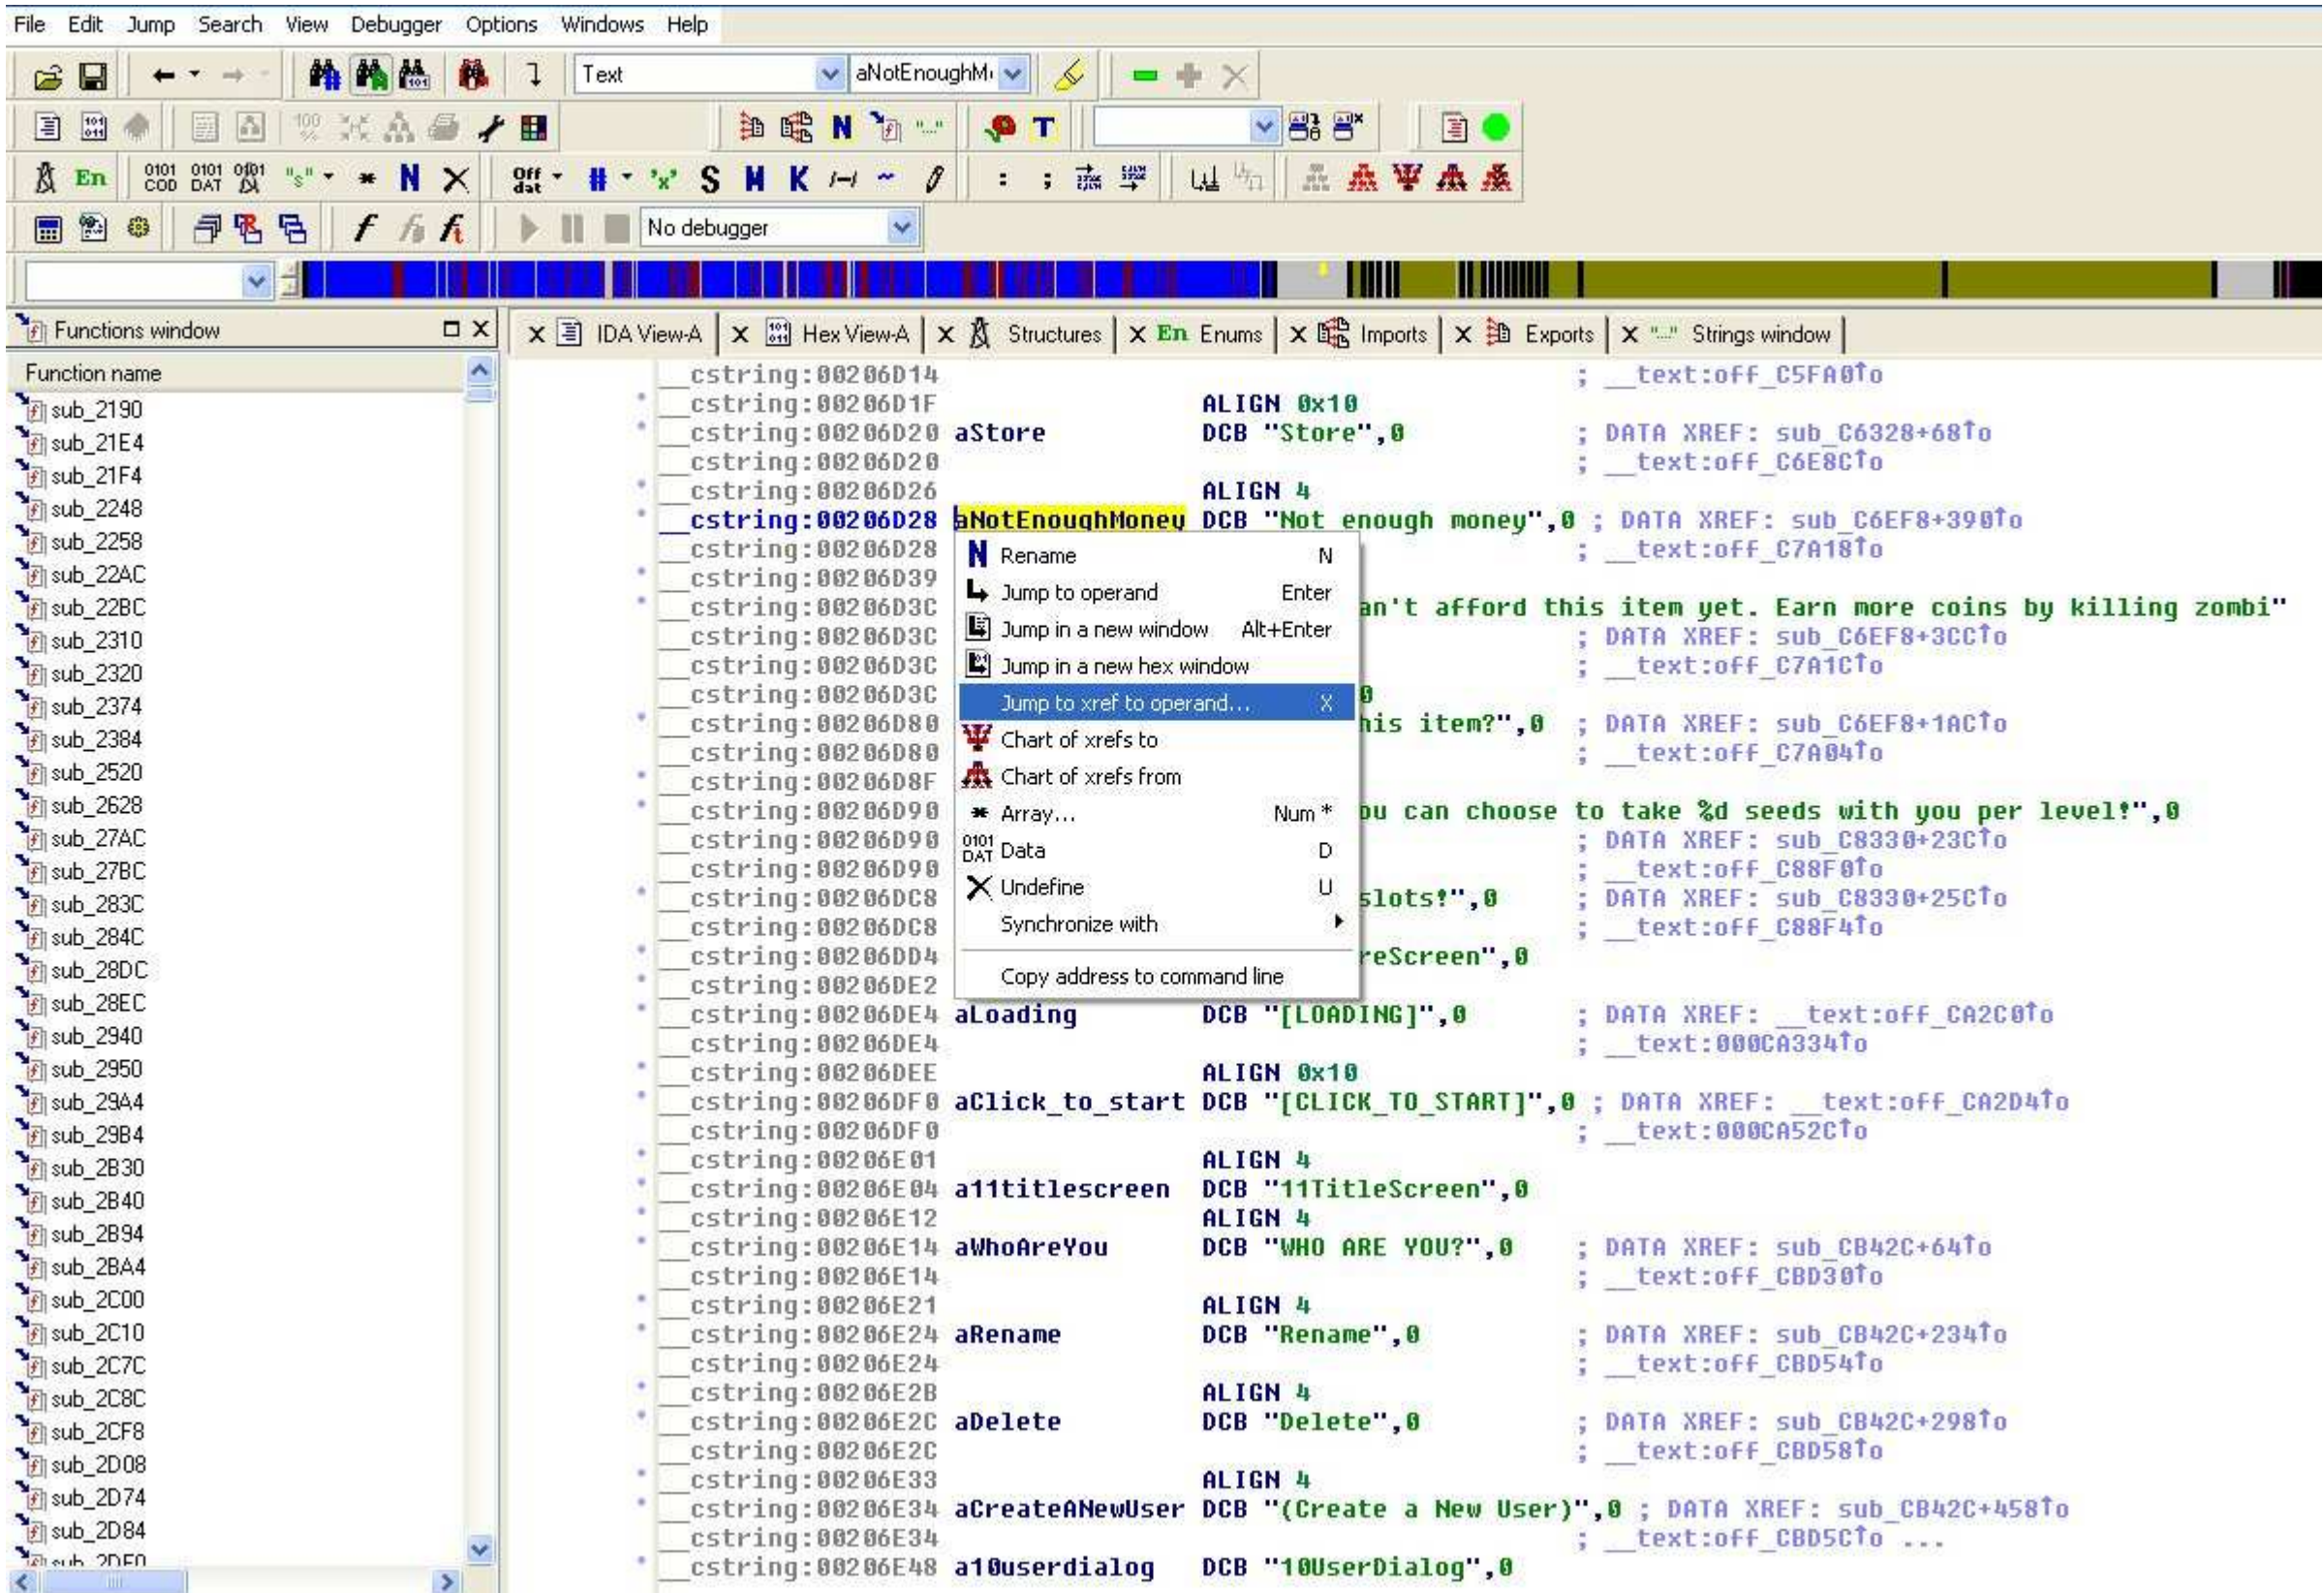 File Edit Jump Search View Debugger Options Windows Help
Text aNotEnoughM
En
No debugger
Functions window
IDA View-A Hex View-A Structures En Enums Imports Exports Strings window
Function name
sub_2190
sub_21E4
sub_21F4
sub_2248
sub_2258
sub_22AC
sub_22BC
sub_2310
sub_2320
sub_2374
sub_2384
sub_2520
sub_2628
sub_27AC
sub_27BC
sub_283C
sub_284C
sub_28DC
sub_28EC
sub_2940
sub_2950
sub_29A4
sub_29B4
sub_2B30
sub_2B40
sub_2B94
sub_2BA4
sub_2C00
sub_2C10
sub_2C7C
sub_2C8C
sub_2CF8
sub_2D08
sub_2D74
sub_2D84
__cstring:00206D14 ; __text:off_C5FA0↑o
__cstring:00206D1F ALIGN 0x10
__cstring:00206D20 aStore DCB "Store",0 ; DATA XREF: sub_C6328+68↑o
__cstring:00206D20 ; __text:off_C6E8C↑o
__cstring:00206D26 ALIGN 4
__cstring:00206D28 aNotEnoughMoney DCB "Not enough money",0 ; DATA XREF: sub_C6EF8+390↑o
__cstring:00206D28 ; __text:off_C7A18↑o
__cstring:00206D39
__cstring:00206D3C an't afford this item yet. Earn more coins by killing zombi"
__cstring:00206D3C ; DATA XREF: sub_C6EF8+3CC↑o
__cstring:00206D3C ; __text:off_C7A1C↑o
__cstring:00206D3C 0
__cstring:00206D80 his item?",0 ; DATA XREF: sub_C6EF8+1AC↑o
__cstring:00206D80 ; __text:off_C7A04↑o
__cstring:00206D8F
__cstring:00206D90 ou can choose to take %d seeds with you per level!",0
__cstring:00206D90 ; DATA XREF: sub_C8330+23C↑o
__cstring:00206D90 ; __text:off_C88F0↑o
__cstring:00206DC8 slots!",0 ; DATA XREF: sub_C8330+25C↑o
__cstring:00206DC8 ; __text:off_C88F4↑o
__cstring:00206DD4 reScreen",0
__cstring:00206DE2
__cstring:00206DE4 aLoading DCB "[LOADING]",0 ; DATA XREF: __text:off_CA2C0↑o
__cstring:00206DE4 ; __text:000CA334↑o
__cstring:00206DEE ALIGN 0x10
__cstring:00206DF0 aClick_to_start DCB "[CLICK_TO_START]",0 ; DATA XREF: __text:off_CA2D4↑o
__cstring:00206DF0 ; __text:000CA52C↑o
__cstring:00206E01 ALIGN 4
__cstring:00206E04 a11titlescreen DCB "11TitleScreen",0
__cstring:00206E12 ALIGN 4
__cstring:00206E14 aWhoAreYou DCB "WHO ARE YOU?",0 ; DATA XREF: sub_CB42C+64↑o
__cstring:00206E14 ; __text:off_CBD30↑o
__cstring:00206E21 ALIGN 4
__cstring:00206E24 aRename DCB "Rename",0 ; DATA XREF: sub_CB42C+234↑o
__cstring:00206E24 ; __text:off_CBD54↑o
__cstring:00206E2B ALIGN 4
__cstring:00206E2C aDelete DCB "Delete",0 ; DATA XREF: sub_CB42C+298↑o
__cstring:00206E2C ; __text:off_CBD58↑o
__cstring:00206E33 ALIGN 4
__cstring:00206E34 aCreateANewUser DCB "(Create a New User)",0 ; DATA XREF: sub_CB42C+458↑o
__cstring:00206E34 ; __text:off_CBD5C↑o ...
__cstring:00206E48 a10userdialog DCB "10UserDialog",0
N Rename N
Jump to operand Enter
Jump in a new window Alt+Enter
Jump in a new hex window
Jump to xref to operand... X
Chart of xrefs to
Chart of xrefs from
* Array... Num *
0101 DAT Data D
Undefine U
Synchronize with
Copy address to command line